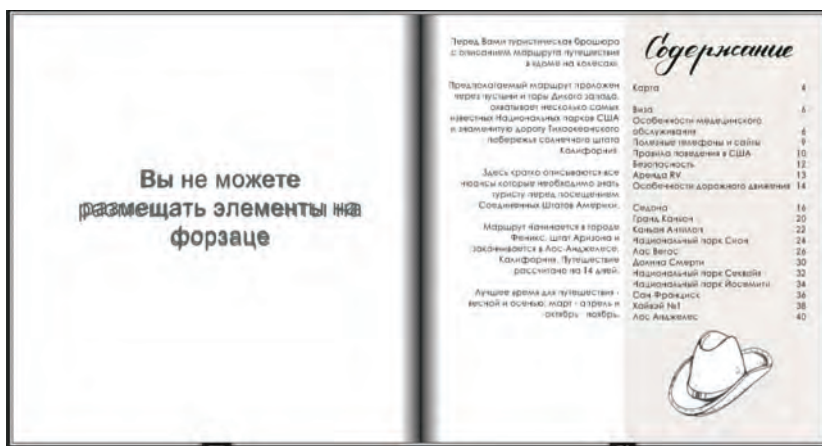 Вы не можете
размещать элементы на
форзаце
Перед Вами туристическая брошюра
с описанием маршрута путешествия
в «доме на колесах».
Предполагаемый маршрут проложен
через пустыни и горы Дикого запада,
охватывает несколько самых
известных Национальных парков США
и знаменитую дорогу Тихоокеанского
побережья солнечного штата
Калифорния.
Здесь кратко описываются все
нюансы которые необходимо знать
туристу перед посещением
Соединенных Штатов Америки.
Маршрут начинается в городе
Феникс, штат Аризона и
заканчивается в Лос-Анджелесе,
Калифорния. Путешествие
рассчитано на 14 дней.
Лучшее время для путешествия -
весной и осенью: март - апрель и
октябрь - ноябрь.
Содержание
Карта 4
Виза 6
Особенности медецинского
обслуживания 8
Полезные телефоны и сайты 9
Правила поведения в США 10
Безопасность 12
Аренда RV 13
Особенности дорожного движения 14
Седона 16
Гранд Каньон 20
Каньон Антилоп 22
Национальный парк Сион 24
Лас Вегас 26
Долина Смерти 30
Национальный парк Секвойя 32
Национальный парк Йосемити 34
Сан Франциск 36
Хайвэй №1 38
Лос Анджелес 40